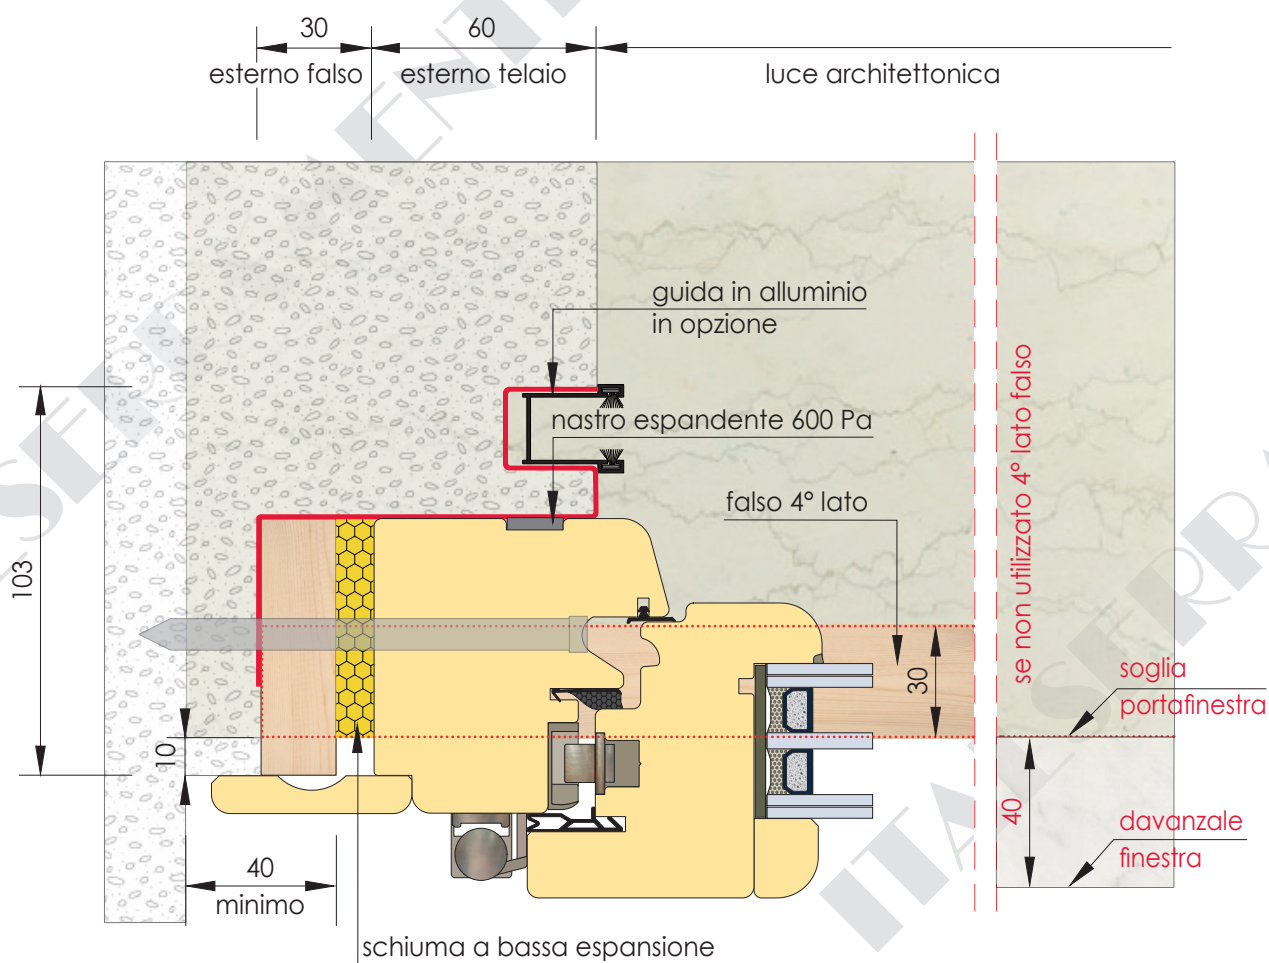 30
60
esterno falso
esterno telaio
luce architettonica
guida in alluminio
in opzione
nastro espandente 600 Pa
falso 4° lato
se non utilizzato 4° lato falso
103
30
10
soglia
portafinestra
40
davanzale
finestra
40
minimo
schiuma a bassa espansione